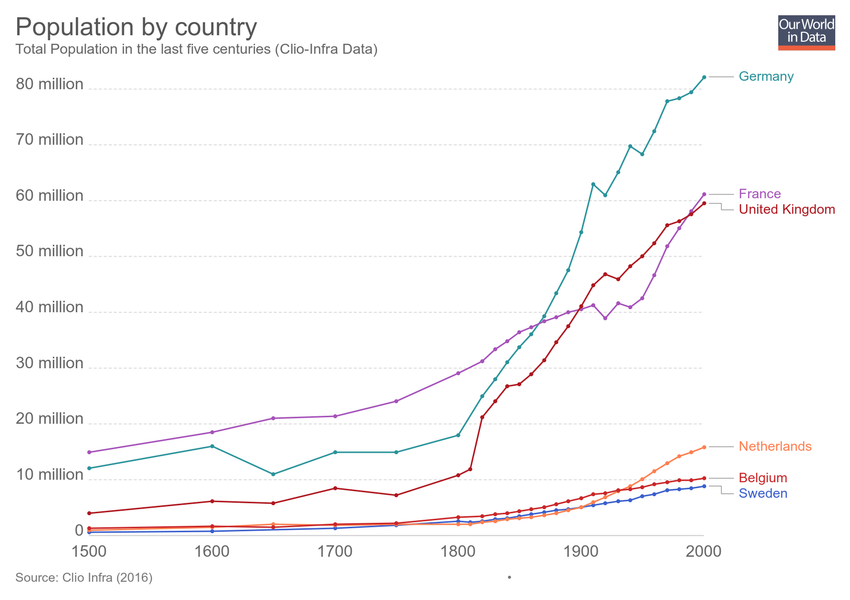 Population by country
Total Population in the last five centuries (Clio-Infra Data)
Our World
in Data
80 million
70 million
60 million
50 million
40 million
30 million
20 million
10 million
0
1500
1600
1700
1800
1900
2000
Germany
France
United Kingdom
Netherlands
Belgium
Sweden
Source: Clio Infra (2016)
•